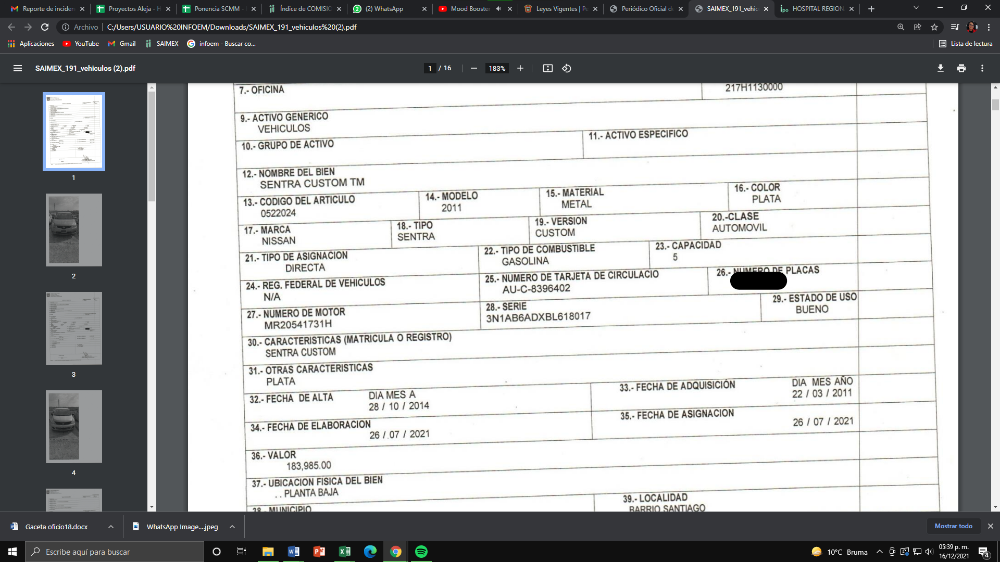 Reporte de inciden
Proyectos Aleja - H
Ponencia SCMM -
Índice de COMISIO
(2) WhatsApp
Mood Booster
Leyes Vigentes | Pe
Periódico Oficial de
SAIMEX_191_vehic
HOSPITAL REGION
Archivo
C:/Users/USUARIO%20INFOEM/Downloads/SAIMEX_191_vehiculos%20(2).pdf
Aplicaciones
YouTube
Gmail
SAIMEX
infoem - Buscar co...
Lista de lectura
SAIMEX_191_vehiculos (2).pdf
1 / 16
183%
1
2
3
4
7.- OFICINA
217H1130000
9.- ACTIVO GENERICO
VEHICULOS
10.- GRUPO DE ACTIVO
11.- ACTIVO ESPECIFICO
12.- NOMBRE DEL BIEN
SENTRA CUSTOM TM
13.- CODIGO DEL ARTICULO
0522024
14.- MODELO
2011
15.- MATERIAL
METAL
16.- COLOR
PLATA
17.- MARCA
NISSAN
18.- TIPO
SENTRA
19.- VERSION
CUSTOM
20.-CLASE
AUTOMOVIL
21.- TIPO DE ASIGNACION
DIRECTA
22.- TIPO DE COMBUSTIBLE
GASOLINA
23.- CAPACIDAD
5
24.- REG. FEDERAL DE VEHICULOS
N/A
25.- NUMERO DE TARJETA DE CIRCULACIO
AU-C-8396402
26.- NUMERO DE PLACAS
27.- NUMERO DE MOTOR
MR20541731H
28.- SERIE
3N1AB6ADXBL618017
29.- ESTADO DE USO
BUENO
30.- CARACTERISTICAS (MATRICULA O REGISTRO)
SENTRA CUSTOM
31.- OTRAS CARACTERISTICAS
PLATA
32.- FECHA DE ALTA
DIA MES A
28 / 10 / 2014
33.- FECHA DE ADQUISICIÓN
DIA MES AÑO
22 / 03 / 2011
34.- FECHA DE ELABORACION
26 / 07 / 2021
35.- FECHA DE ASIGNACION
26 / 07 / 2021
36.- VALOR
183,985.00
37.- UBICACION FISICA DEL BIEN
. . PLANTA BAJA
38.- MUNICIPIO
39.- LOCALIDAD
BARRIO SANTIAGO
Gaceta oficio18.docx
WhatsApp Image....jpeg
Mostrar todo
Escribe aquí para buscar
10°C Bruma
05:39 p. m.
16/12/2021
4